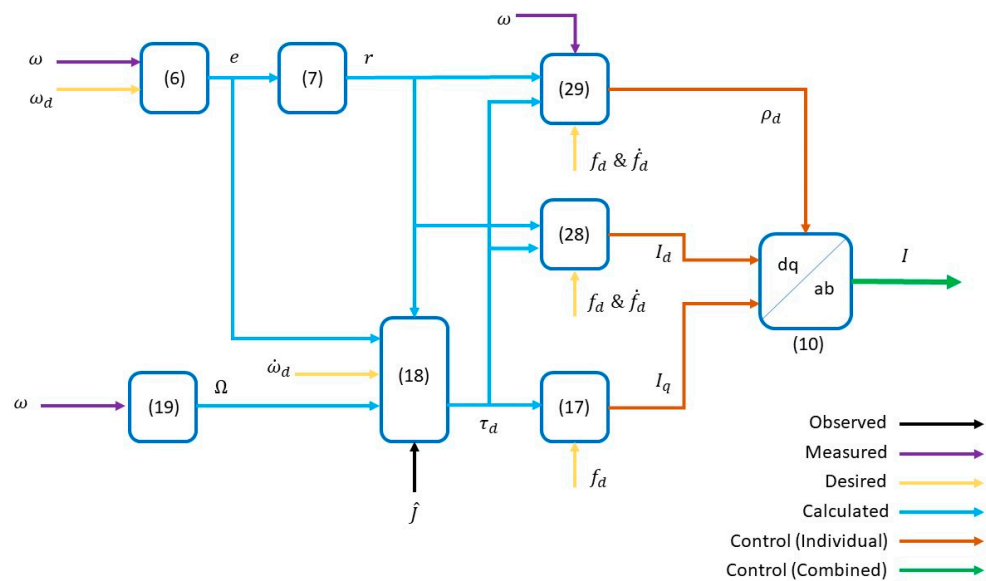 ω
ω
ω_d
(6)
e
(7)
r
(29)
ρ_d
f_d & ḟ_d
(28)
I_d
f_d & ḟ_d
dq
ab
(10)
I
ω̇_d
(18)
ω
(19)
Ω
τ_d
(17)
I_q
f_d
Ĵ
Observed
Measured
Desired
Calculated
Control (Individual)
Control (Combined)